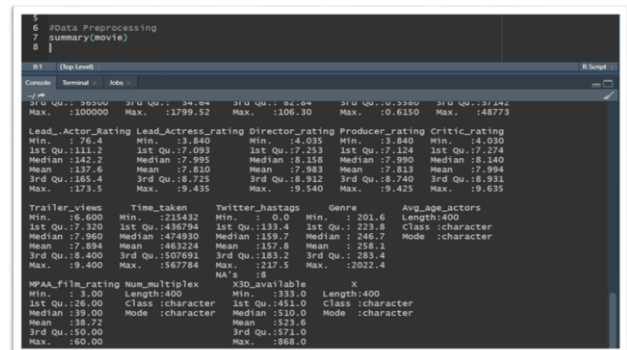 5
6 #Data Preprocessing
7 summary(movie)
8
8:1 (Top Level) R Script
Console Terminal × Jobs ×
~/
3rd Qu.: 56500 3rd Qu.: 54.64 3rd Qu.: 82.84 3rd Qu.:0.5580 3rd Qu.:57142
Max. :100000 Max. :1799.52 Max. :106.30 Max. :0.6150 Max. :48773
Lead_.Actor_Rating Lead_Actress_rating Director_rating Producer_rating Critic_rating
Min. : 76.4 Min. :3.840 Min. :4.035 Min. :3.840 Min. :4.030
1st Qu.:111.2 1st Qu.:7.093 1st Qu.:7.253 1st Qu.:7.124 1st Qu.:7.274
Median :142.2 Median :7.995 Median :8.158 Median :7.990 Median :8.140
Mean :137.6 Mean :7.810 Mean :7.983 Mean :7.813 Mean :7.994
3rd Qu.:165.4 3rd Qu.:8.725 3rd Qu.:8.912 3rd Qu.:8.740 3rd Qu.:8.931
Max. :173.5 Max. :9.435 Max. :9.540 Max. :9.425 Max. :9.635
Trailer_views Time_taken Twitter_hastags Genre Avg_age_actors
Min. :6.600 Min. :215432 Min. : 0.0 Min. : 201.6 Length:400
1st Qu.:7.320 1st Qu.:436794 1st Qu.:133.4 1st Qu.: 223.8 Class :character
Median :7.960 Median :474930 Median :159.7 Median : 246.7 Mode :character
Mean :7.894 Mean :463224 Mean :157.8 Mean : 258.1
3rd Qu.:8.400 3rd Qu.:507691 3rd Qu.:183.2 3rd Qu.: 283.4
Max. :9.400 Max. :567784 Max. :217.5 Max. :2022.4
NA's :8
MPAA_film_rating Num_multiplex X3D_available X
Min. : 3.00 Length:400 Min. :333.0 Length:400
1st Qu.:26.00 Class :character 1st Qu.:451.0 Class :character
Median :39.00 Mode :character Median :510.0 Mode :character
Mean :38.72 Mean :523.6
3rd Qu.:50.00 3rd Qu.:571.0
Max. :60.00 Max. :868.0